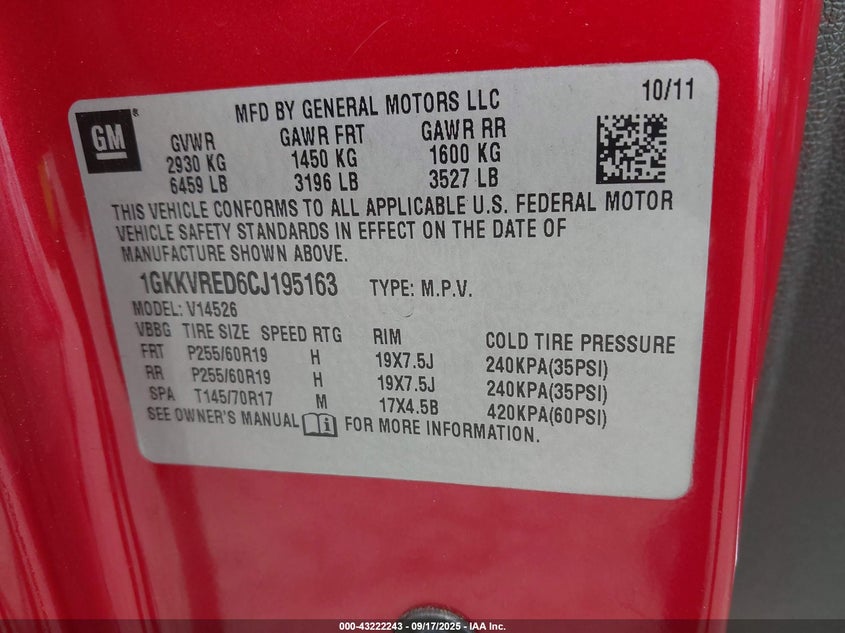 MFD BY GENERAL MOTORS LLC 10/11
GM ®
GVWR GAWR FRT GAWR RR
2930 KG 1450 KG 1600 KG
6459 LB 3196 LB 3527 LB
THIS VEHICLE CONFORMS TO ALL APPLICABLE U.S. FEDERAL MOTOR
VEHICLE SAFETY STANDARDS IN EFFECT ON THE DATE OF
MANUFACTURE SHOWN ABOVE.
1GKKVRED6CJ195163 TYPE: M.P.V.
MODEL: V14526
VBBG TIRE SIZE SPEED RTG RIM COLD TIRE PRESSURE
FRT P255/60R19 H 19X7.5J 240KPA(35PSI)
RR P255/60R19 H 19X7.5J 240KPA(35PSI)
SPA T145/70R17 M 17X4.5B 420KPA(60PSI)
SEE OWNER'S MANUAL FOR MORE INFORMATION.
000-43222243 - 09/17/2025 - IAA Inc.